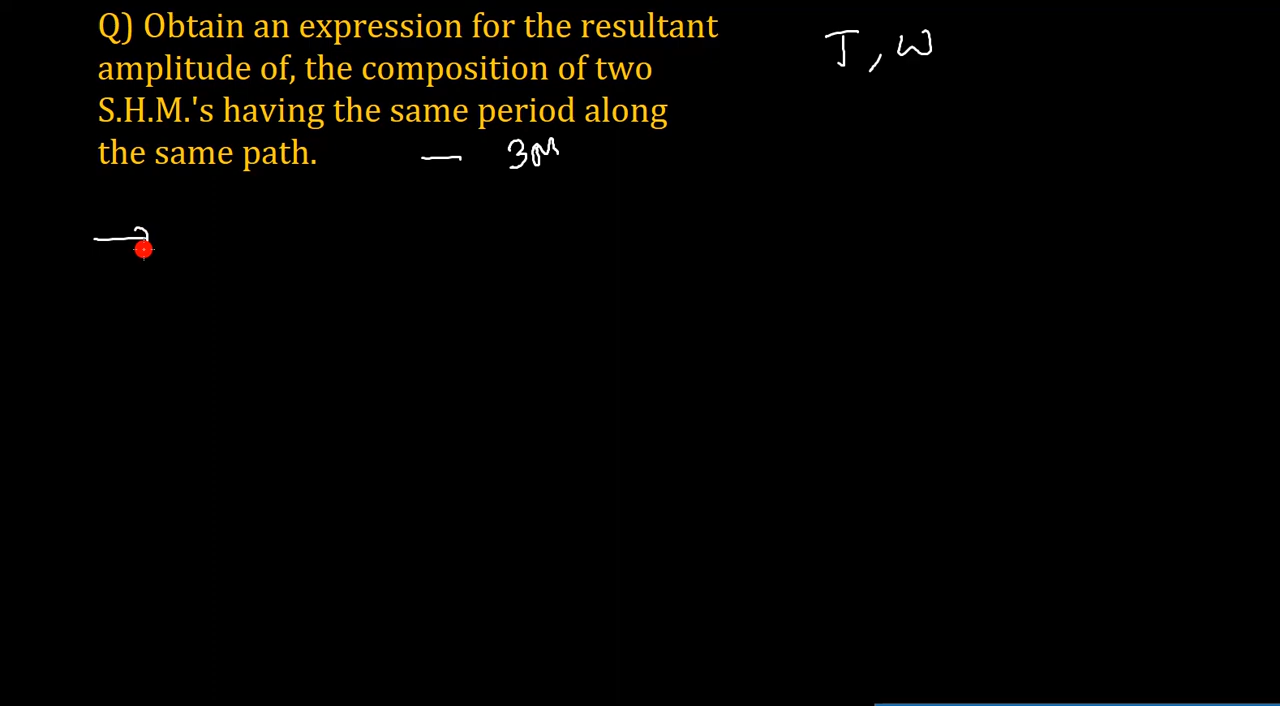 Q) Obtain an expression for the resultant
amplitude of, the composition of two
S.H.M.'s having the same period along
the same path. — 3M
T, W